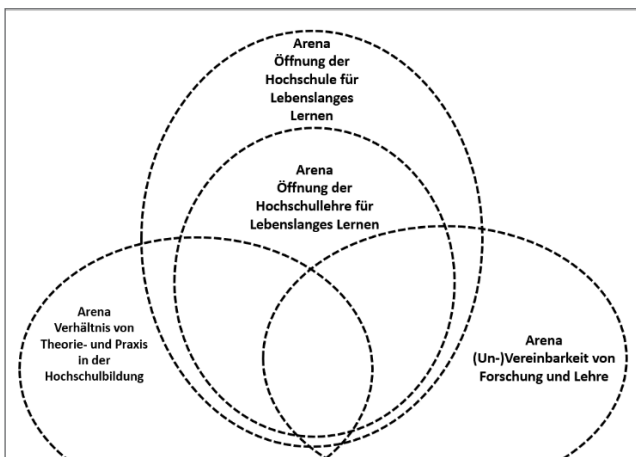 Arena
Öffnung der
Hochschule für
Lebenslanges
Lernen
Arena
Öffnung der
Hochschullehre für
Lebenslanges Lernen
Arena
Verhältnis von
Theorie- und Praxis
in der
Hochschulbildung
Arena
(Un-)Vereinbarkeit von
Forschung und Lehre